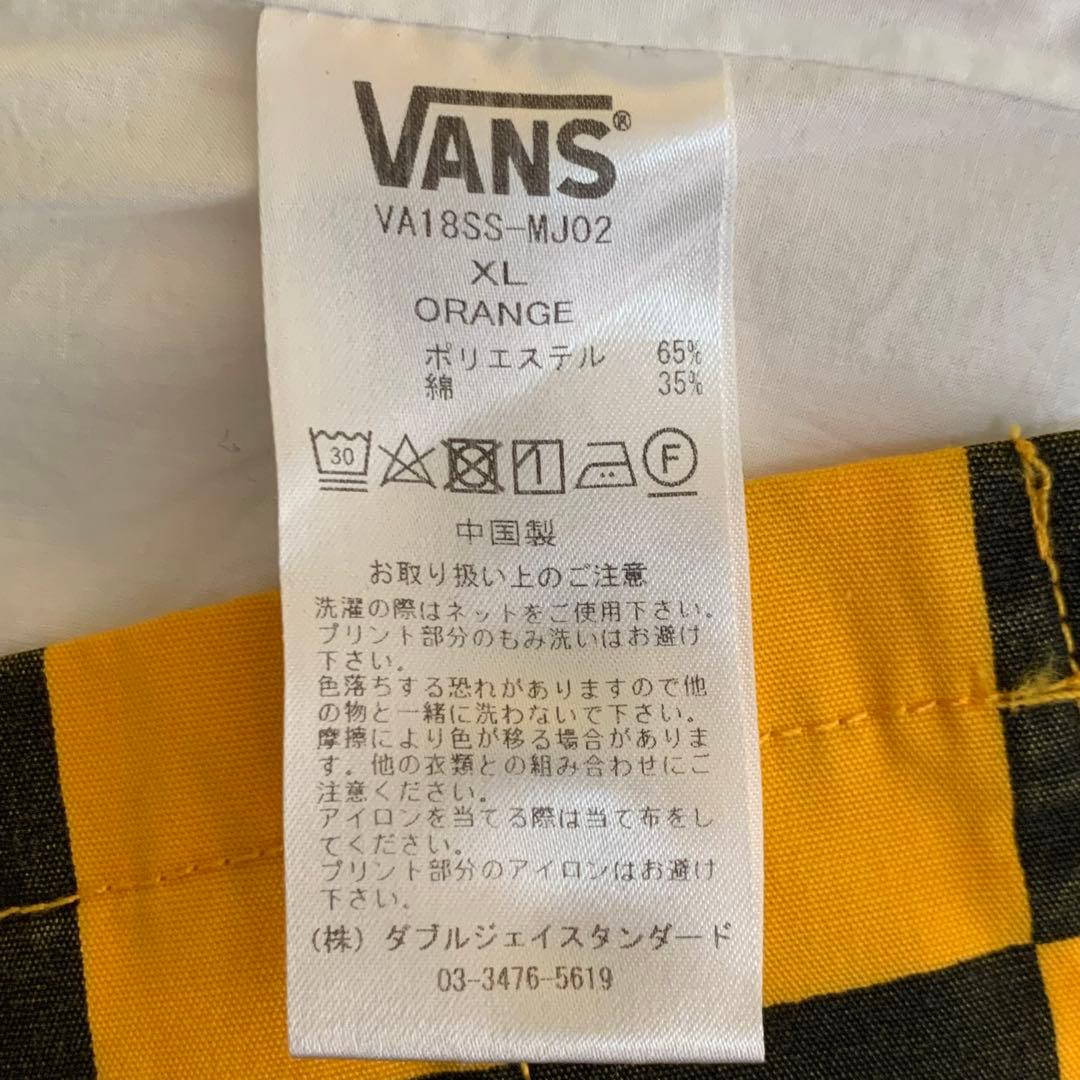 VANS®
VA18SS-MJ02
XL
ORANGE
ポリエステル 65%
綿 35%
30 F
中国製
お取り扱い上のご注意
洗濯の際はネットをご使用下さい。
プリント部分のもみ洗いはお避け
下さい。
色落ちする恐れがありますので他
の物と一緒に洗わないで下さい。
摩擦により色が移る場合がありま
す。他の衣類との組み合わせにご
注意ください。
アイロンを当てる際は当て布をし
てください。
プリント部分のアイロンはお避け
下さい。
(株)ダブルジェイスタンダード
03-3476-5619